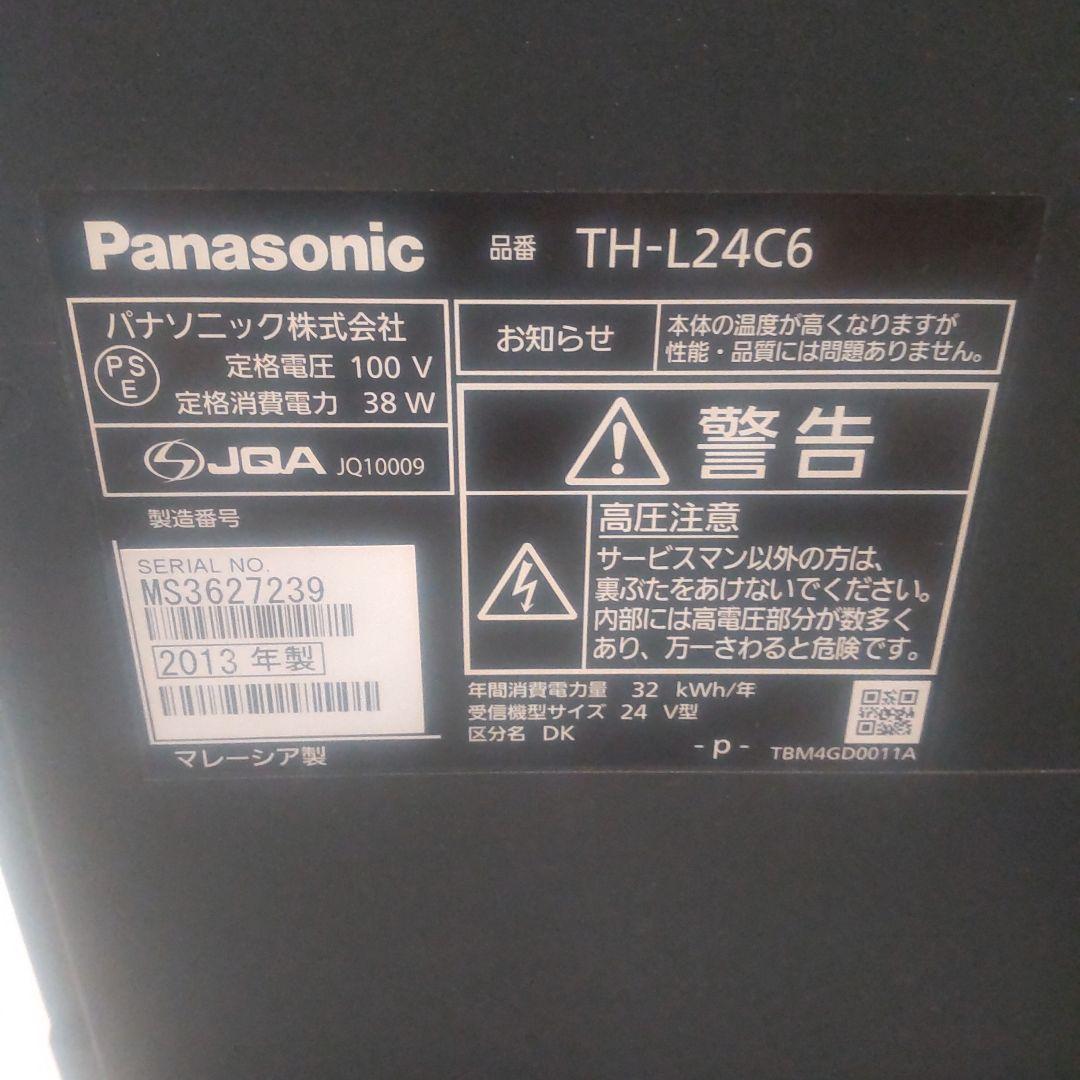 Panasonic 品番 TH-L24C6
パナソニック株式会社
PS
E
定格電圧 100 V
定格消費電力 38 W
JQA JQ10009
お知らせ
本体の温度が高くなりますが
性能・品質には問題ありません。
警告
高圧注意
サービスマン以外の方は、
裏ぶたをあけないでください。
内部には高電圧部分が数多く
あり、万一さわると危険です。
製造番号
SERIAL NO.
MS3627239
2013 年製
マレーシア製
年間消費電力量 32 kWh/年
受信機型サイズ 24 V型
区分名 DK
- p - TBM4GD0011A